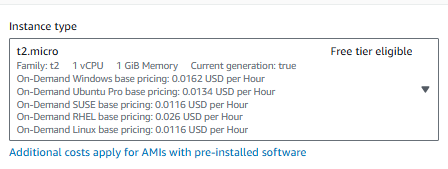 Instance type
t2.micro Free tier eligible
Family: t2 1 vCPU 1 GiB Memory Current generation: true
On-Demand Windows base pricing: 0.0162 USD per Hour
On-Demand Ubuntu Pro base pricing: 0.0134 USD per Hour
On-Demand SUSE base pricing: 0.0116 USD per Hour
On-Demand RHEL base pricing: 0.026 USD per Hour
On-Demand Linux base pricing: 0.0116 USD per Hour
Additional costs apply for AMIs with pre-installed software